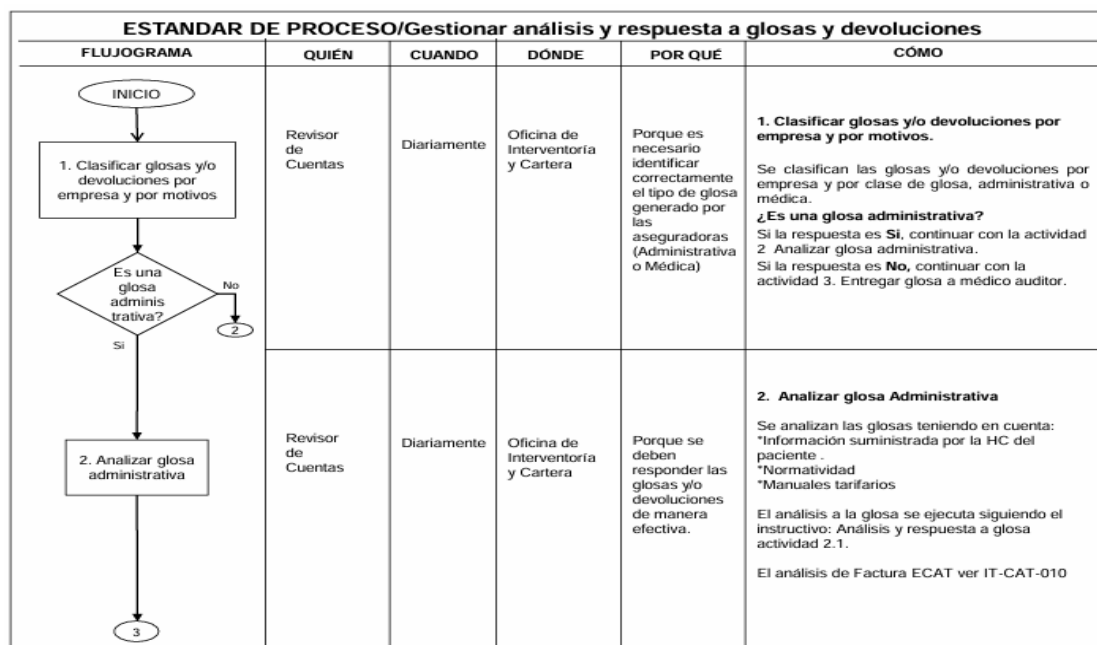 ESTANDAR DE PROCESO/Gestionar análisis y respuesta a glosas y devoluciones
FLUJOGRAMA
QUIÉN
CUANDO
DÓNDE
POR QUÉ
CÓMO
INICIO
1. Clasificar glosas y/o
devoluciones por
empresa y por motivos
Es una
glosa
adminis
trativa?
No
2
Si
Revisor
de
Cuentas
Diariamente
Oficina de
Interventoría
y Cartera
Porque es
necesario
identificar
correctamente
el tipo de glosa
generado por
las
aseguradoras
(Administrativa
o Médica)
1. Clasificar glosas y/o devoluciones por
empresa y por motivos.
Se clasifican las glosas y/o devoluciones por
empresa y por clase de glosa, administrativa o
médica.
¿Es una glosa administrativa?
Si la respuesta es Si, continuar con la actividad
2 Analizar glosa administrativa.
Si la respuesta es No, continuar con la
actividad 3. Entregar glosa a médico auditor.
2. Analizar glosa
administrativa
3
Revisor
de
Cuentas
Diariamente
Oficina de
Interventoría
y Cartera
Porque se
deben
responder las
glosas y/o
devoluciones
de manera
efectiva.
2. Analizar glosa Administrativa
Se analizan las glosas teniendo en cuenta:
*Información suministrada por la HC del
paciente .
*Normatividad
*Manuales tarifarios
El análisis a la glosa se ejecuta siguiendo el
instructivo: Análisis y respuesta a glosa
actividad 2.1.
El análisis de Factura ECAT ver IT-CAT-010